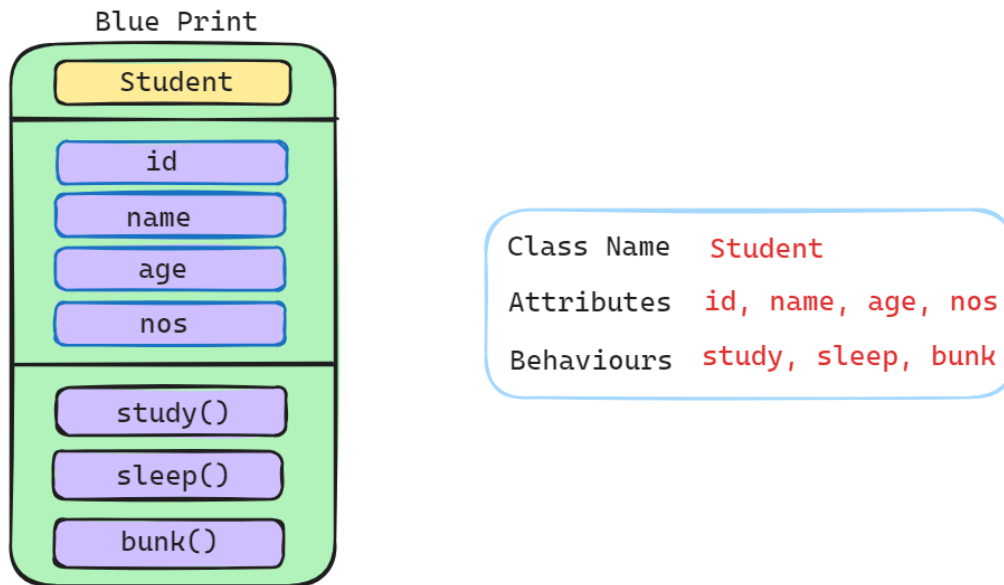 Blue Print
Student
id
name
age
nos
study()
sleep()
bunk()
Class Name Student
Attributes id, name, age, nos
Behaviours study, sleep, bunk